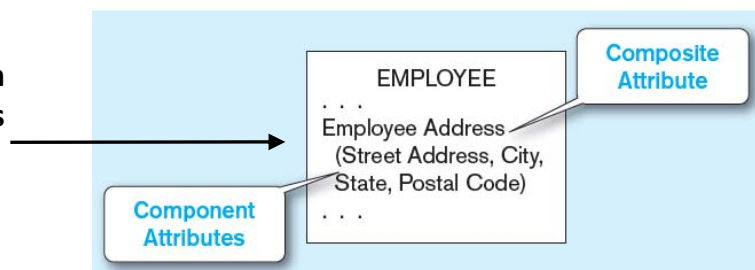 EMPLOYEE
. . .
Employee Address
(Street Address, City,
State, Postal Code)
. . .
Composite
Attribute
Component
Attributes